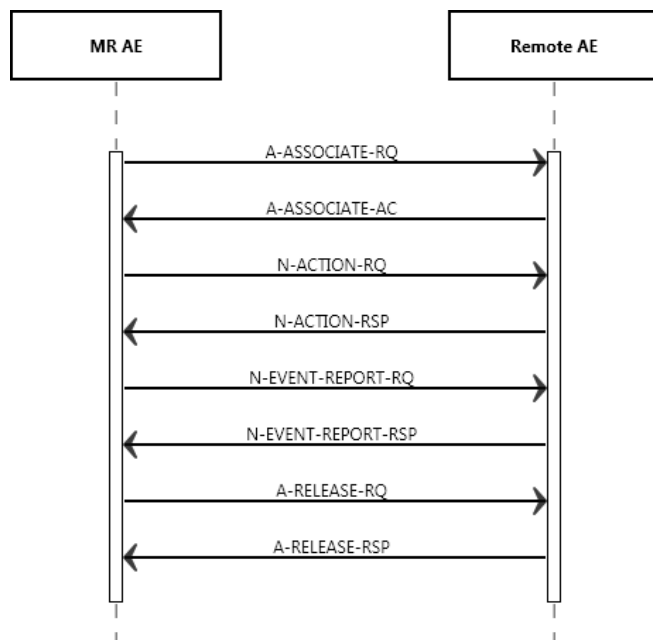 MR AE
Remote AE
A-ASSOCIATE-RQ
A-ASSOCIATE-AC
N-ACTION-RQ
N-ACTION-RSP
N-EVENT-REPORT-RQ
N-EVENT-REPORT-RSP
A-RELEASE-RQ
A-RELEASE-RSP